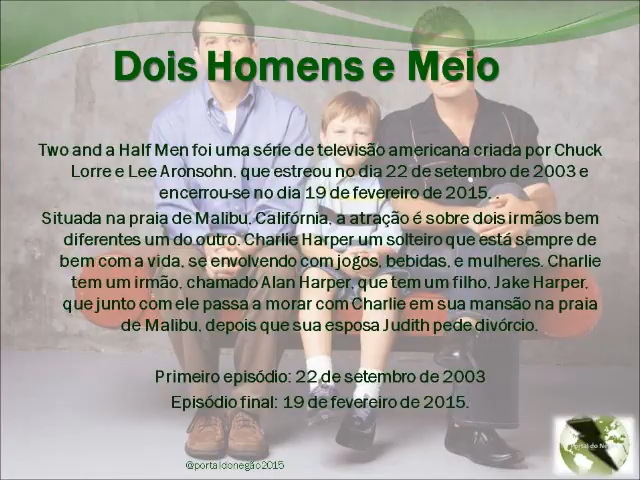 Dois Homens e Meio
Two and a Half Men foi uma série de televisão americana criada por Chuck
Lorre e Lee Aronsohn, que estreou no dia 22 de setembro de 2003 e
encerrou-se no dia 19 de fevereiro de 2015. .
Situada na praia de Malibu, Califórnia, a atração é sobre dois irmãos bem
diferentes um do outro. Charlie Harper um solteiro que está sempre de
bem com a vida, se envolvendo com jogos, bebidas, e mulheres. Charlie
tem um irmão, chamado Alan Harper, que tem um filho, Jake Harper,
que junto com ele passa a morar com Charlie em sua mansão na praia
de Malibu, depois que sua esposa Judith pede divórcio.
Primeiro episódio: 22 de setembro de 2003
Episódio final: 19 de fevereiro de 2015.
@portaldonegão2015
Portal do Ne